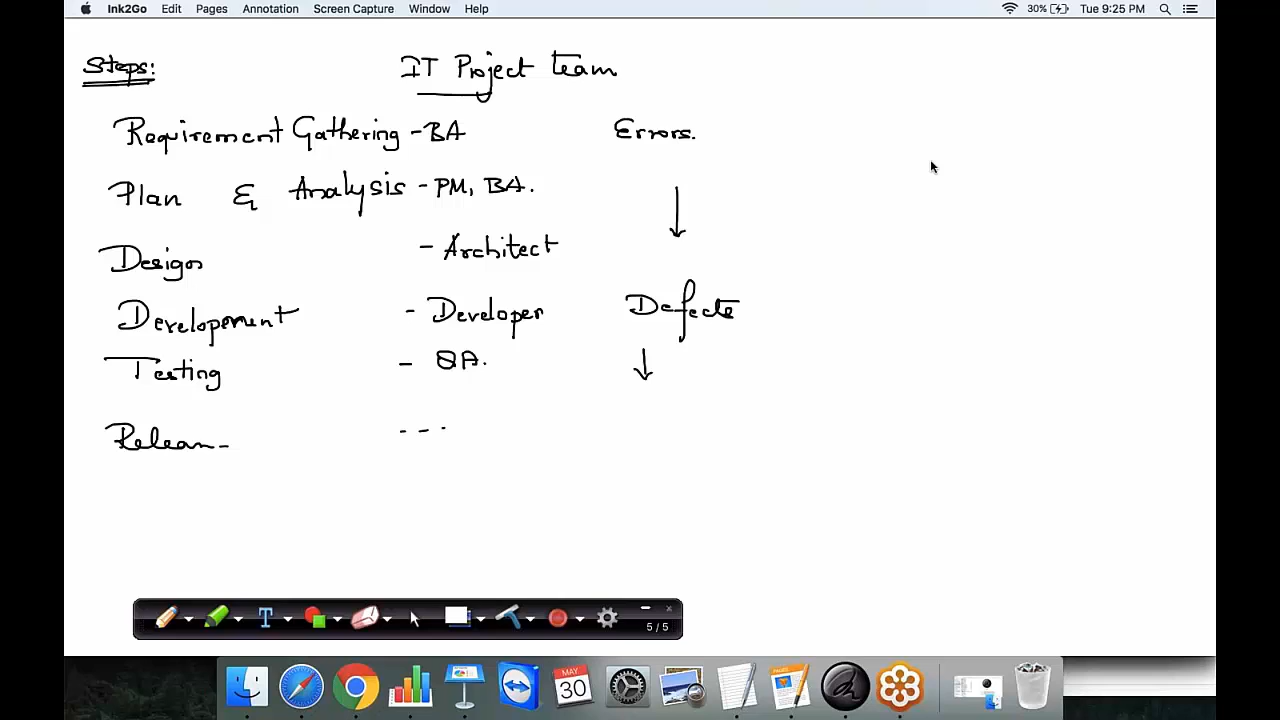 Ink2Go Edit Pages Annotation Screen Capture Window Help 30% Tue 9:25 PM
Steps: IT Project team
Requirement Gathering - BA Errors.
Plan & Analysis - PM, BA.
Design - Architect
Development - Developer Defects
Testing - QA.
---
5 / 5
MAY
30
PAGES